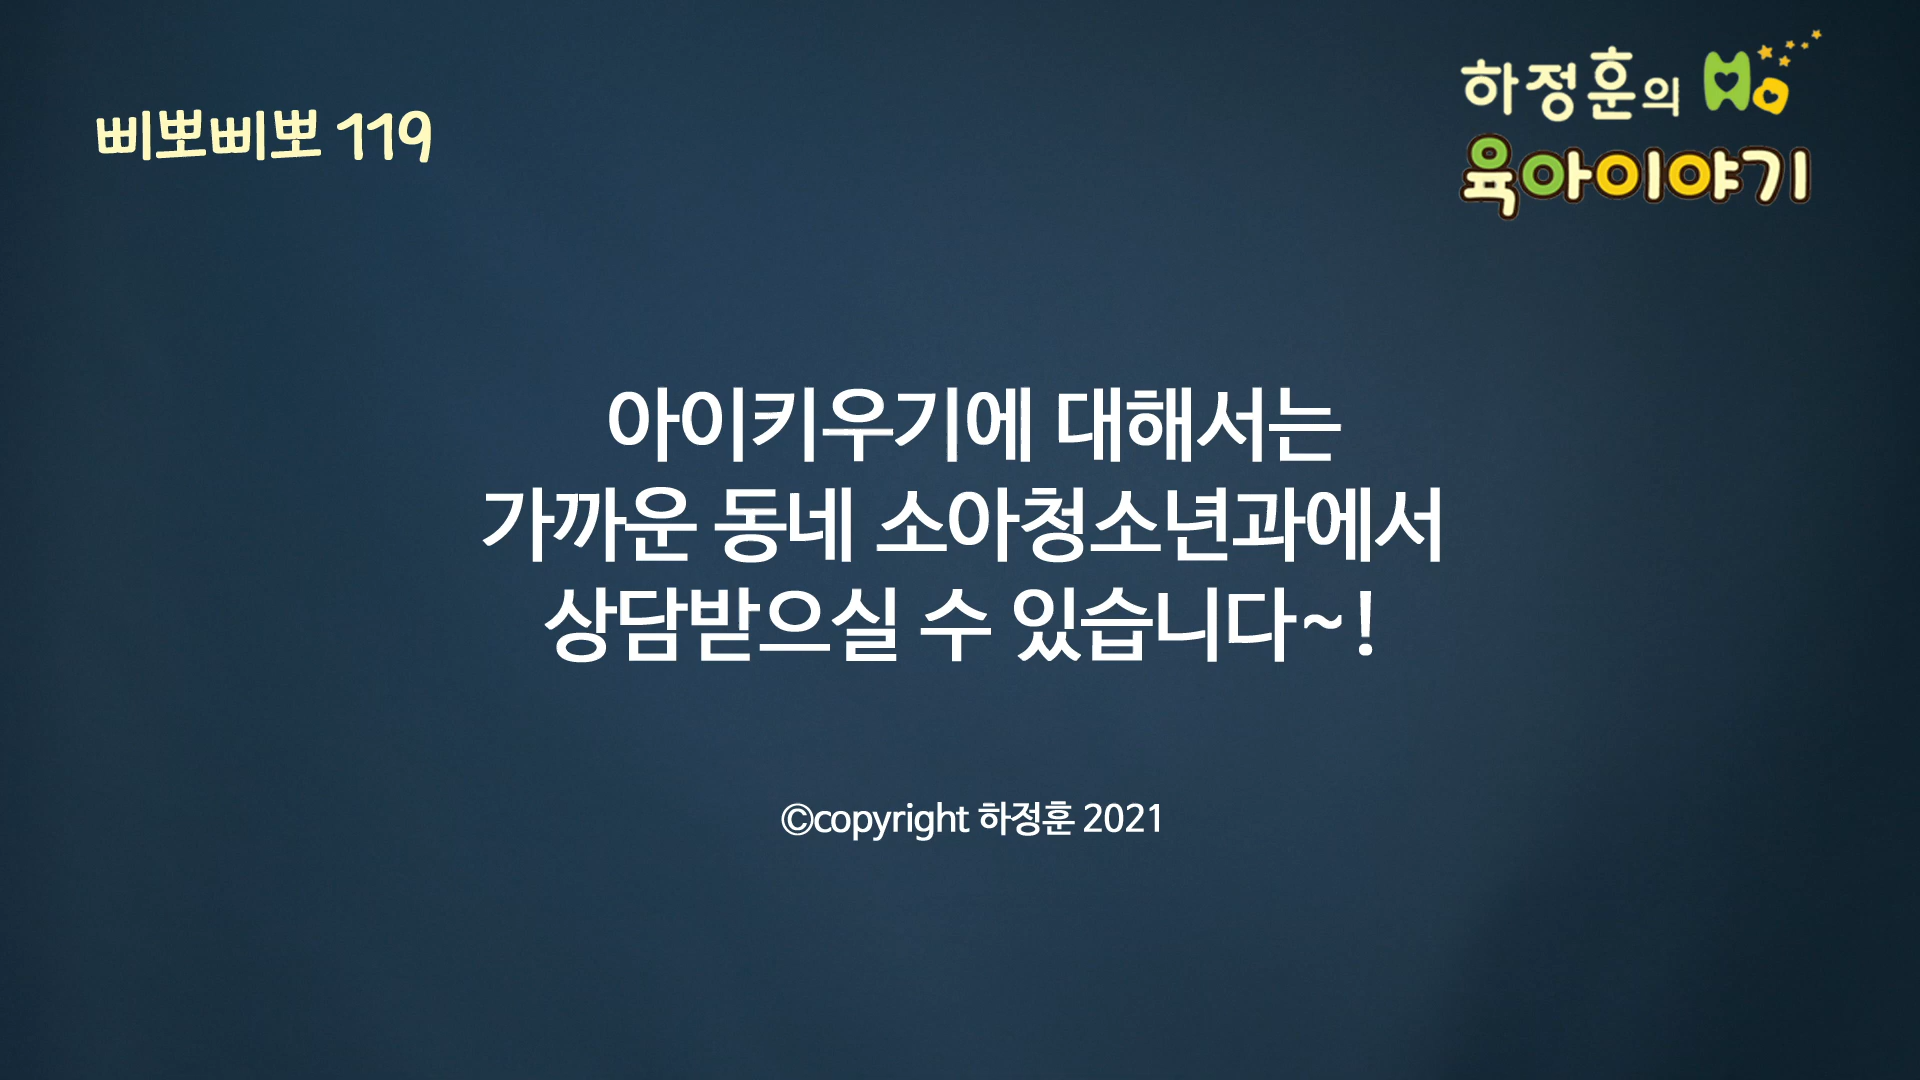 삐뽀삐뽀 119
하정훈의
육아이야기
아이키우기에 대해서는
가까운 동네 소아청소년과에서
상담받으실 수 있습니다~!
©copyright 하정훈 2021